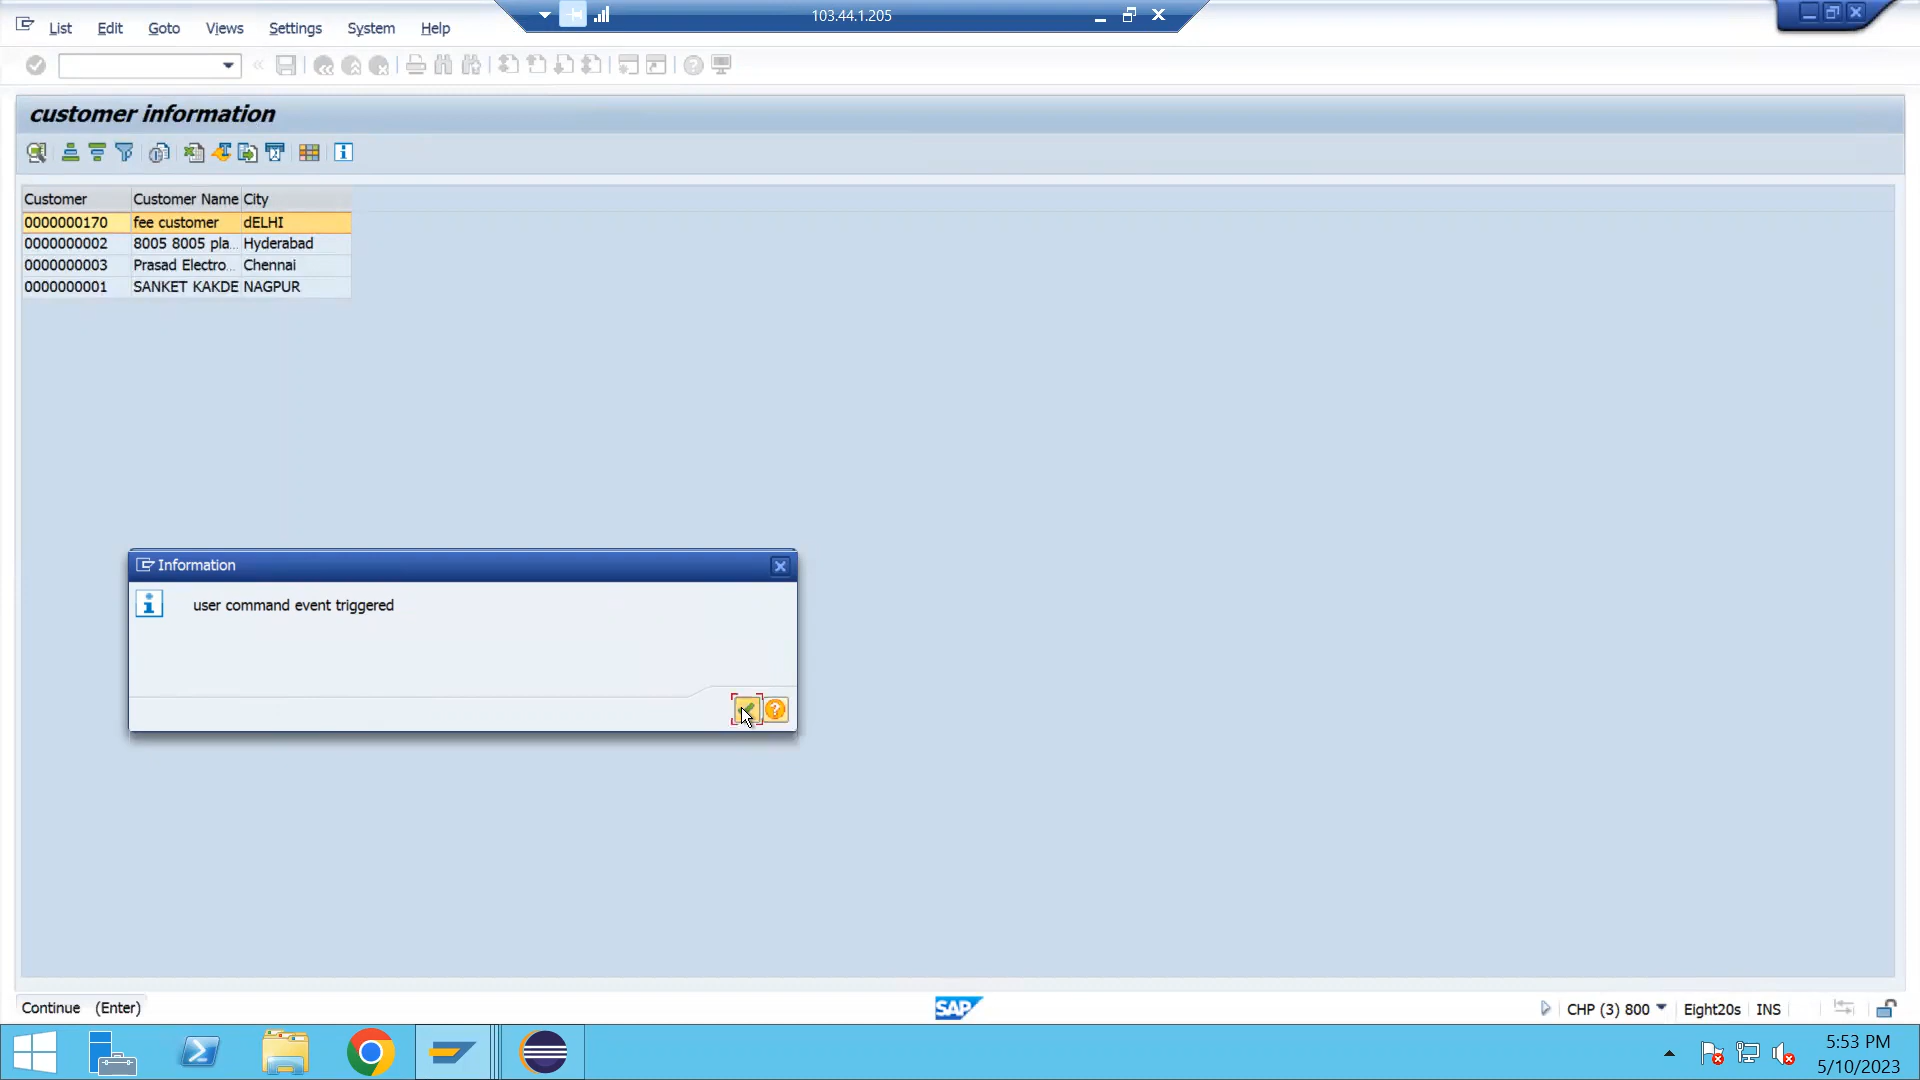 103.44.1.205
List Edit Goto Views Settings System Help
customer information
Customer Customer Name City
0000000170 fee customer dELHI
0000000002 8005 8005 pla... Hyderabad
0000000003 Prasad Electro... Chennai
0000000001 SANKET KAKDE NAGPUR
Information
user command event triggered
Continue (Enter)
SAP
CHP (3) 800 Eight20s INS
5:53 PM
5/10/2023